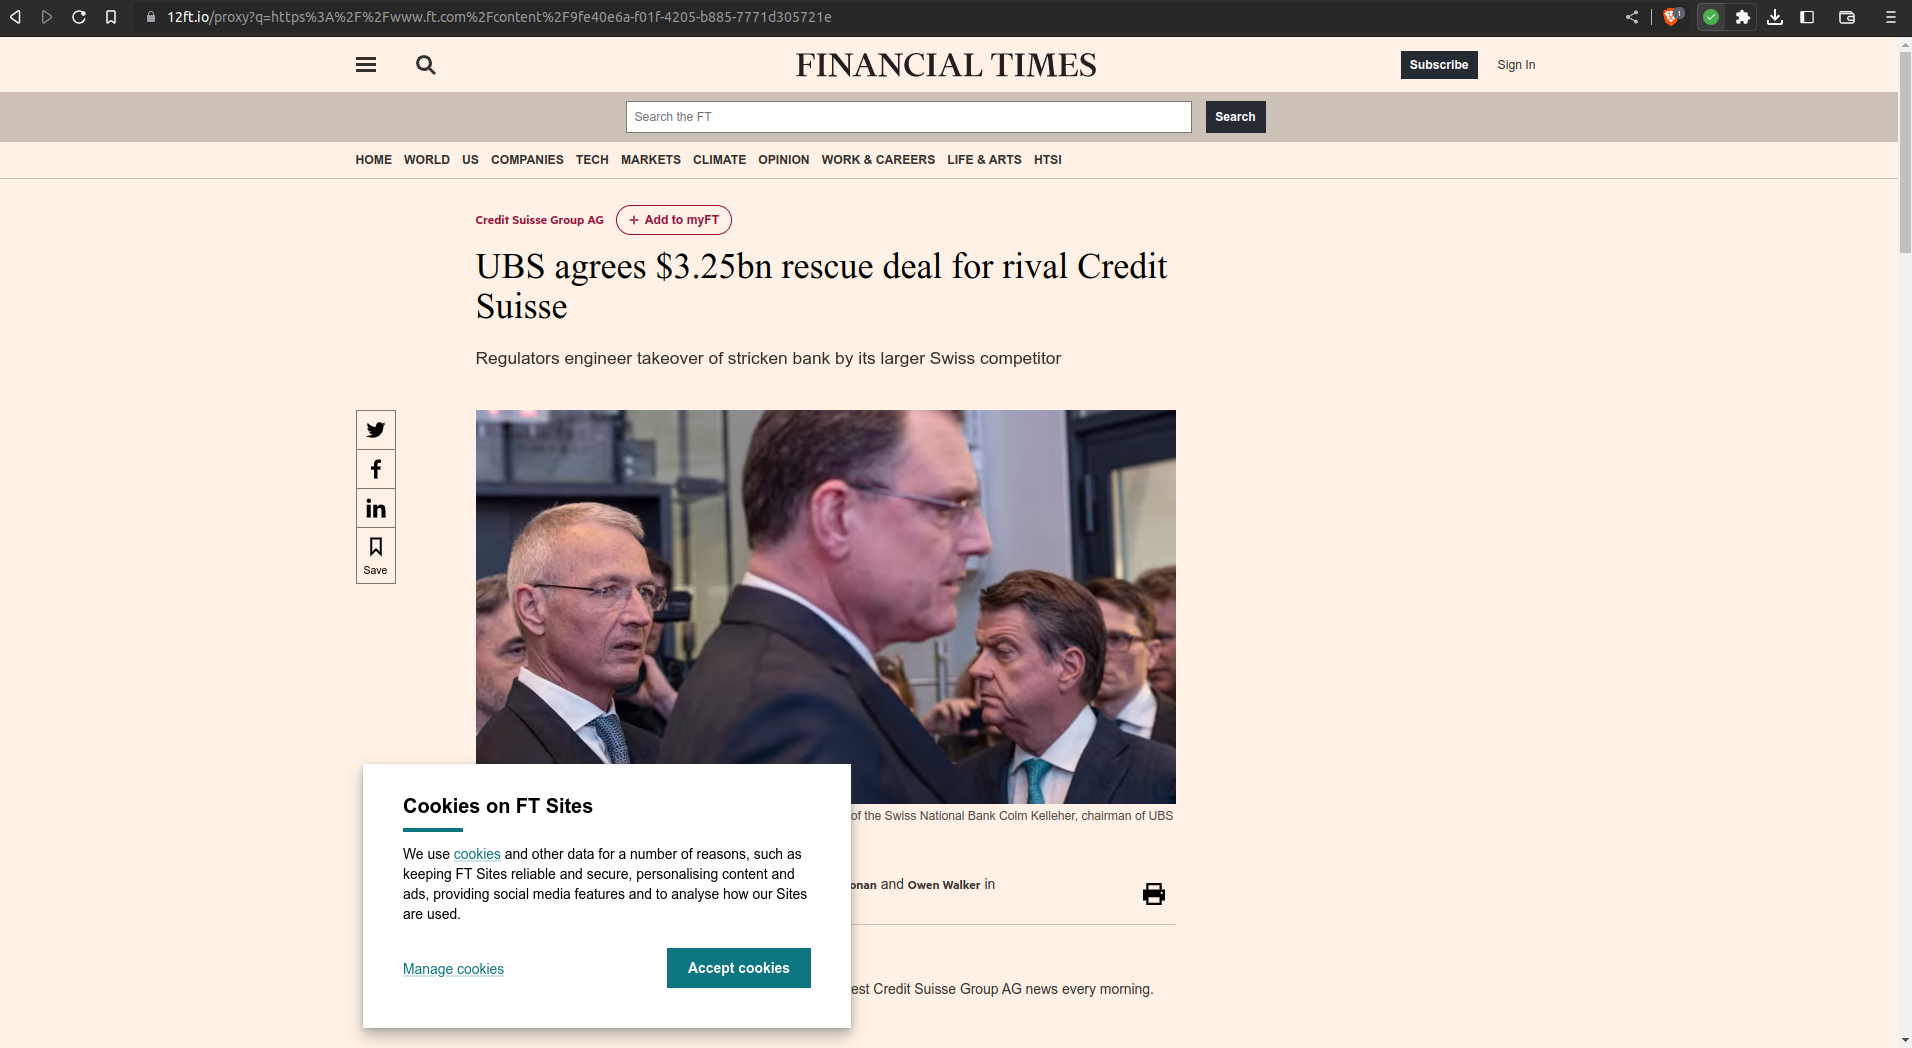 12ft.io/proxy?q=https%3A%2F%2Fwww.ft.com%2Fcontent%2F9fe40e6a-f01f-4205-b885-7771d305721e
1
FINANCIAL TIMES
Subscribe
Sign In
Search the FT
Search
HOME WORLD US COMPANIES TECH MARKETS CLIMATE OPINION WORK & CAREERS LIFE & ARTS HTSI
Credit Suisse Group AG
+ Add to myFT
UBS agrees $3.25bn rescue deal for rival Credit
Suisse
Regulators engineer takeover of stricken bank by its larger Swiss competitor
Save
of the Swiss National Bank Colm Kelleher, chairman of UBS
onan and Owen Walker in
est Credit Suisse Group AG news every morning.
Cookies on FT Sites
We use cookies and other data for a number of reasons, such as
keeping FT Sites reliable and secure, personalising content and
ads, providing social media features and to analyse how our Sites
are used.
Manage cookies
Accept cookies